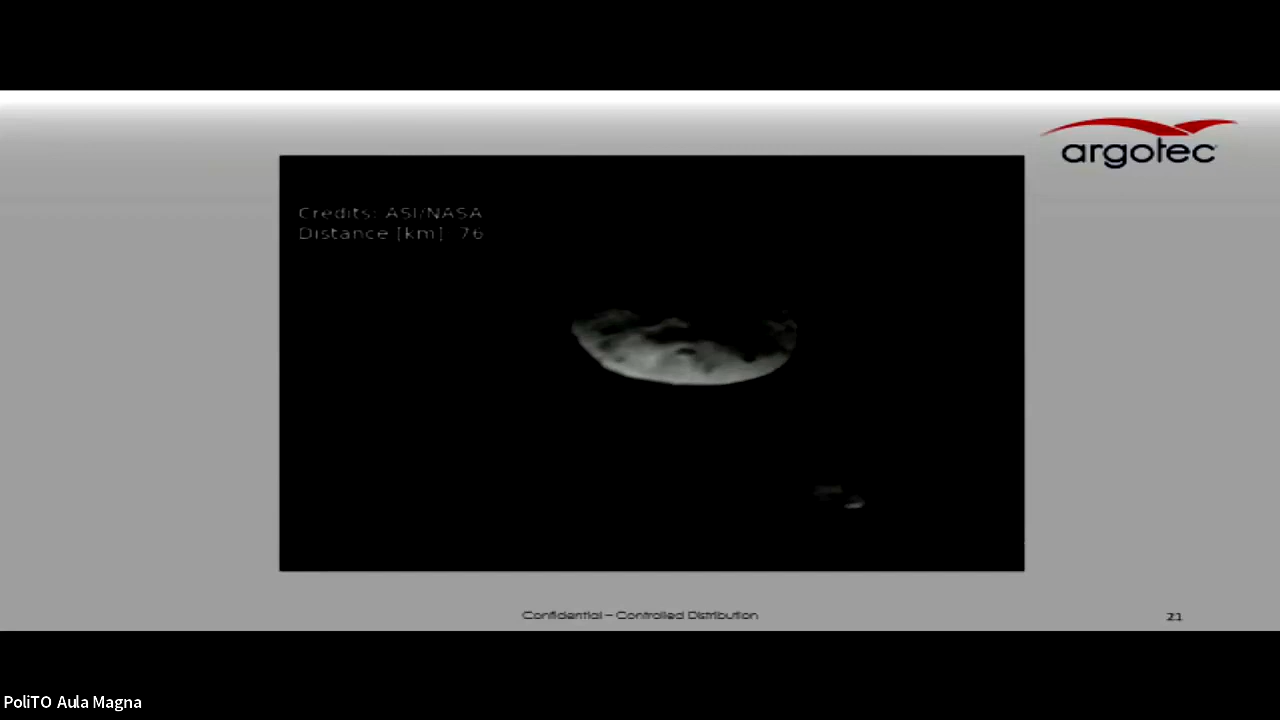 argotec
Credits: ASI/NASA
Distance [km] 76
Confidential – Controlled Distribution
21
PoliTO Aula Magna